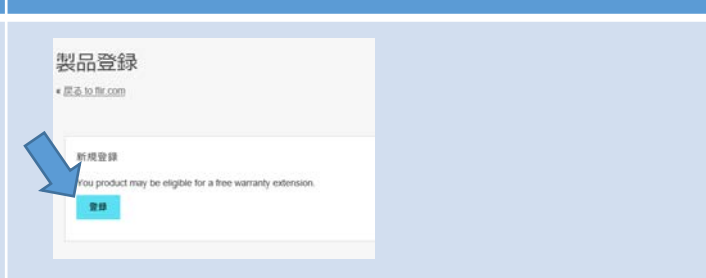 製品登録
« 戻る to flir.com
新規登録
You product may be eligible for a free warranty extension.
登録